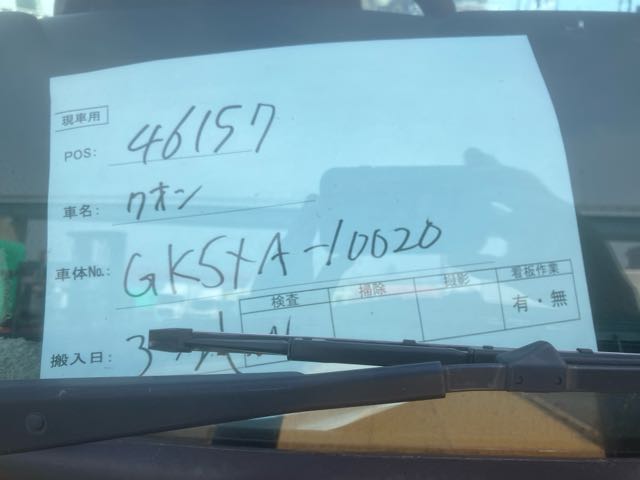 現車用
POS: 46157
車名: クオン
車体No.: GK5XA-10020
検査 掃除 撮影 看板作業
有・無
搬入日: 3